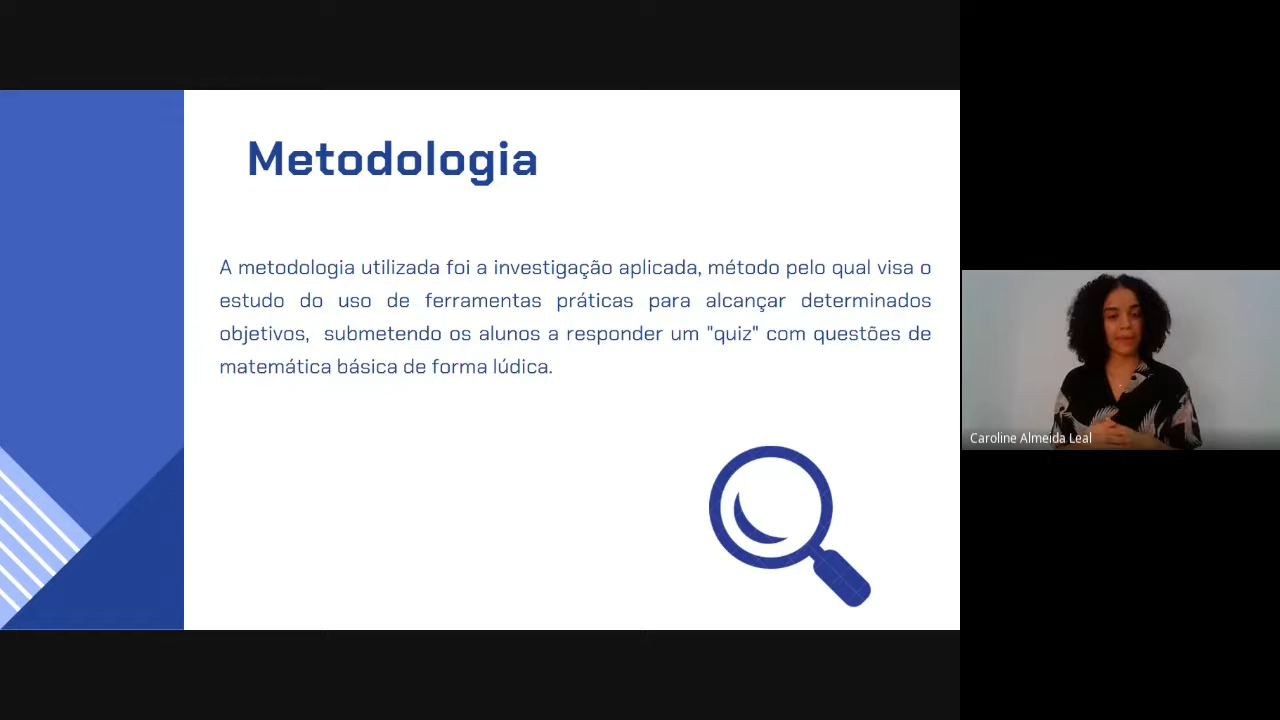 Metodologia
A metodologia utilizada foi a investigação aplicada, método pelo qual visa o
estudo do uso de ferramentas práticas para alcançar determinados
objetivos, submetendo os alunos a responder um "quiz" com questões de
matemática básica de forma lúdica.
Caroline Almeida Leal